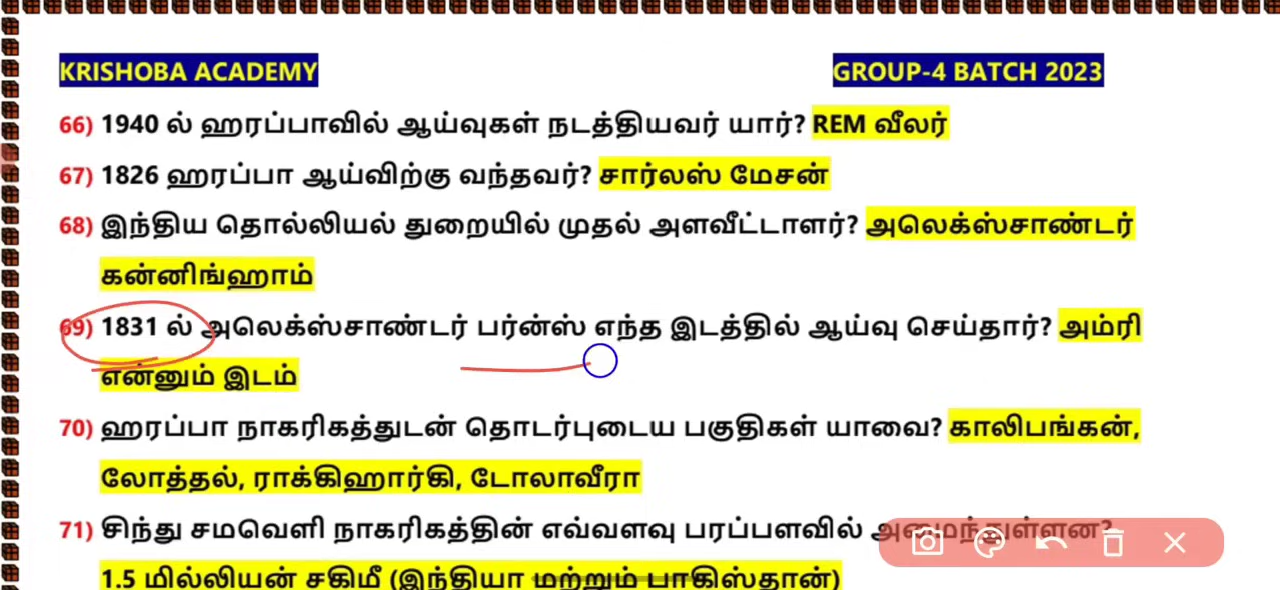 KRISHOBA ACADEMY GROUP-4 BATCH 2023
66) 1940 ல் ஹரப்பாவில் ஆய்வுகள் நடத்தியவர் யார்? REM வீலர்
67) 1826 ஹரப்பா ஆய்விற்கு வந்தவர்? சார்லஸ் மேசன்
68) இந்திய தொல்லியல் துறையில் முதல் அளவீட்டாளர்? அலெக்ஸ்சாண்டர்
கன்னிங்ஹாம்
69) 1831 ல் அலெக்ஸ்சாண்டர் பர்ன்ஸ் எந்த இடத்தில் ஆய்வு செய்தார்? அம்ரி
என்னும் இடம்
70) ஹரப்பா நாகரிகத்துடன் தொடர்புடைய பகுதிகள் யாவை? காலிபங்கன்,
லோத்தல், ராக்கிஹார்கி, டோலாவீரா
71) சிந்து சமவெளி நாகரிகத்தின் எவ்வளவு பரப்பளவில் அமைந்துள்ளன?
1.5 மில்லியன் சகிமீ (இந்தியா மற்றும் பாகிஸ்தான்)